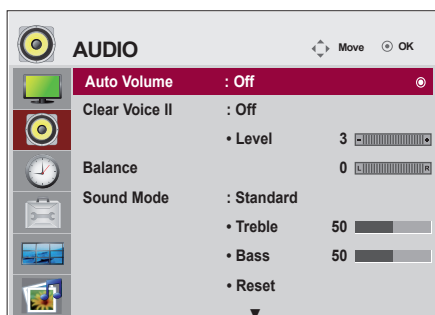 AUDIO Move OK
Auto Volume : Off
Clear Voice II : Off
• Level 3 - +
Balance 0 L R
Sound Mode : Standard
• Treble 50
• Bass 50
• Reset
▼